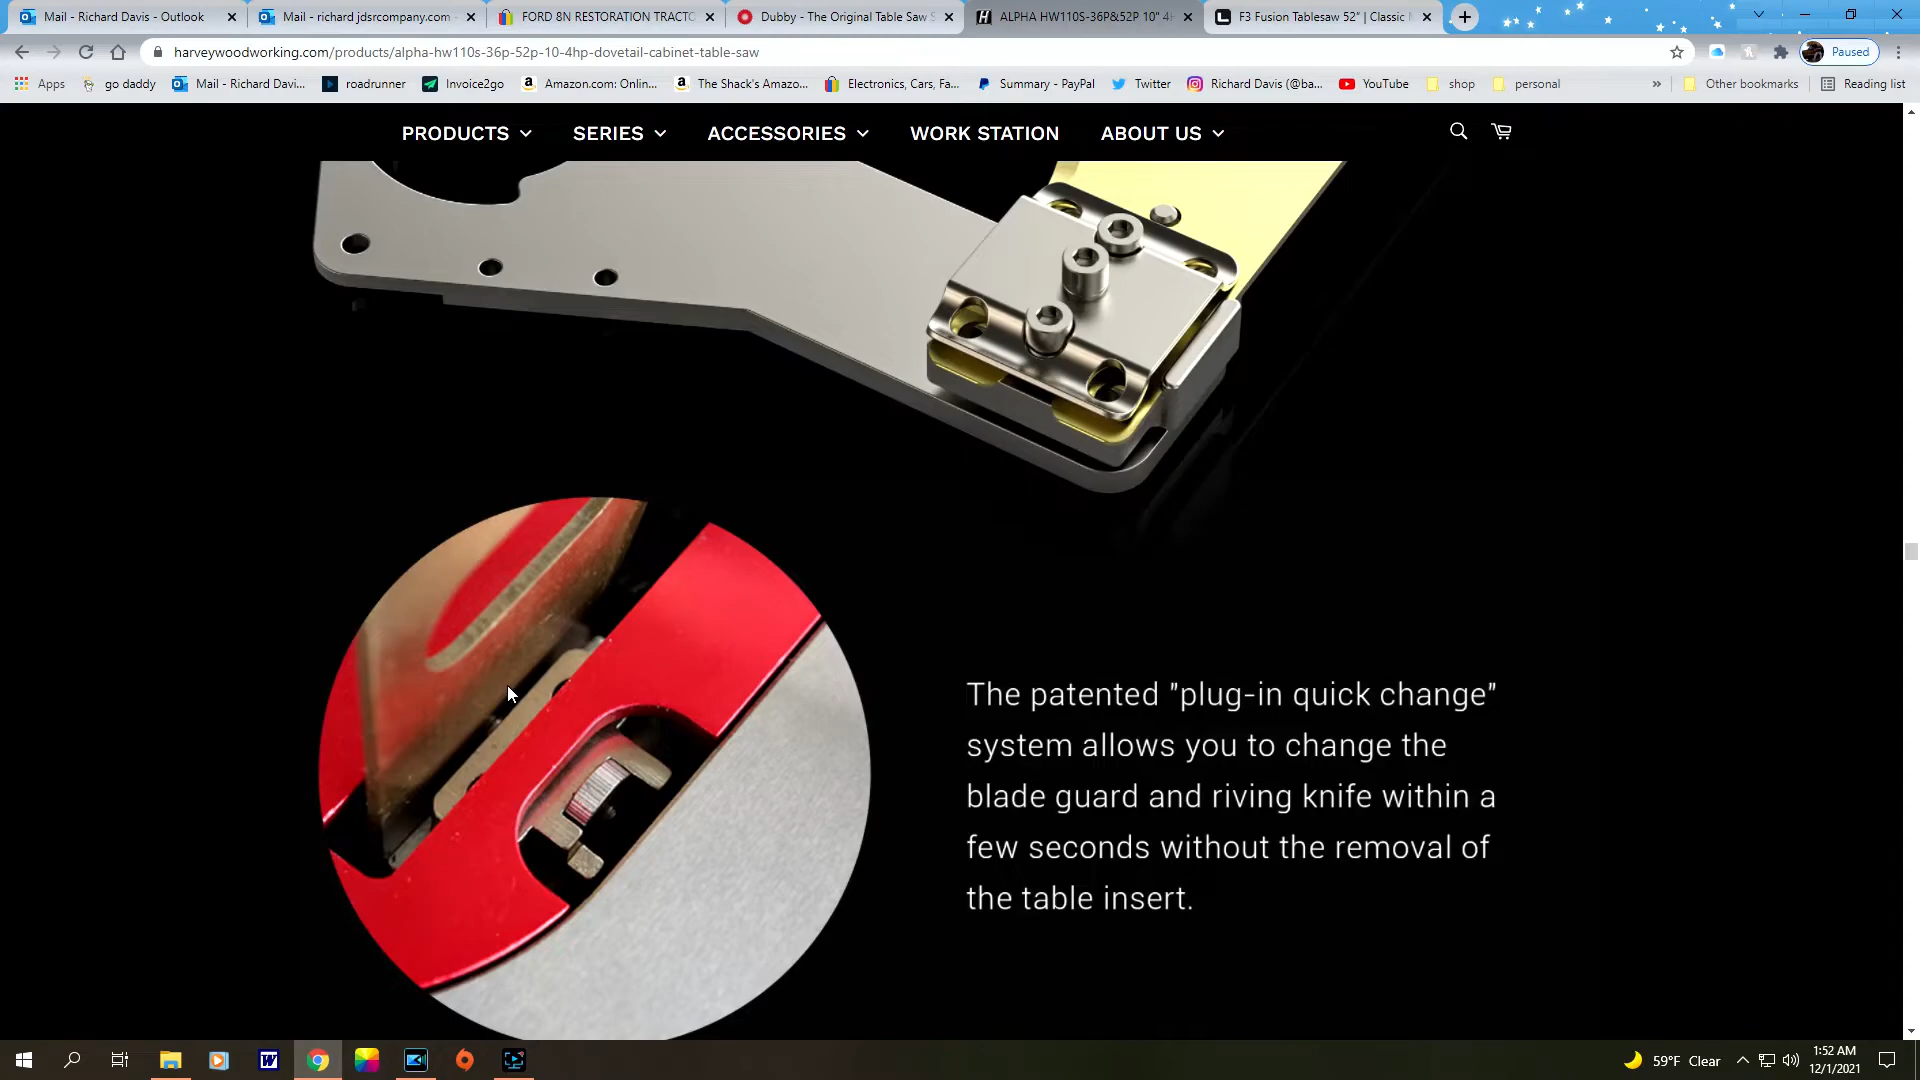 Mail - Richard Davis - Outlook
Mail - richard jdsrcompany.com -
FORD 8N RESTORATION TRACTO
Dubby - The Original Table Saw S
ALPHA HW110S-36P&52P 10" 4H
F3 Fusion Tablesaw 52" | Classic M
harveywoodworking.com/products/alpha-hw110s-36p-52p-10-4hp-dovetail-cabinet-table-saw
Paused
Apps
go daddy
Mail - Richard Davi...
roadrunner
Invoice2go
Amazon.com: Onlin...
The Shack's Amazo...
Electronics, Cars, Fa...
Summary - PayPal
Twitter
Richard Davis (@ba...
YouTube
shop
personal
»
Other bookmarks
Reading list
PRODUCTS
SERIES
ACCESSORIES
WORK STATION
ABOUT US
The patented "plug-in quick change"
system allows you to change the
blade guard and riving knife within a
few seconds without the removal of
the table insert.
59°F Clear
1:52 AM
12/1/2021